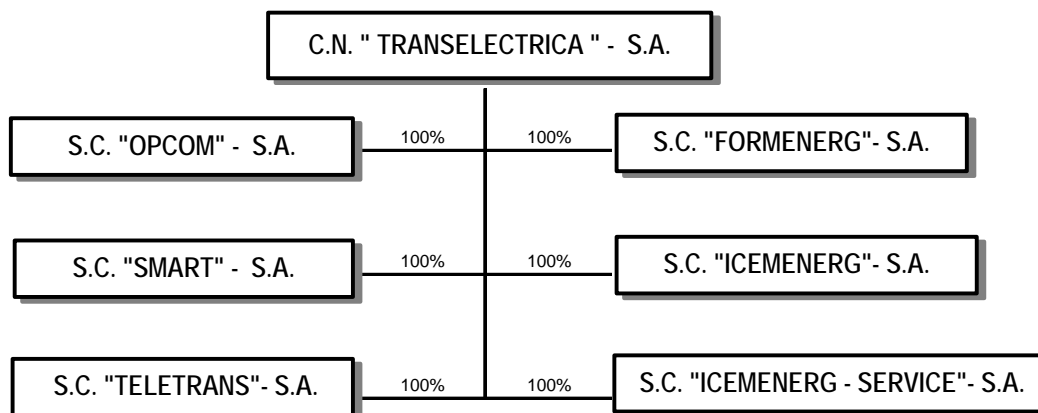 C.N. " TRANSELECTRICA " - S.A.
S.C. "OPCOM" - S.A.
100%
100%
S.C. "FORMENERG"- S.A.
S.C. "SMART" - S.A.
100%
100%
S.C. "ICEMENERG"- S.A.
S.C. "TELETRANS"- S.A.
100%
100%
S.C. "ICEMENERG - SERVICE"- S.A.